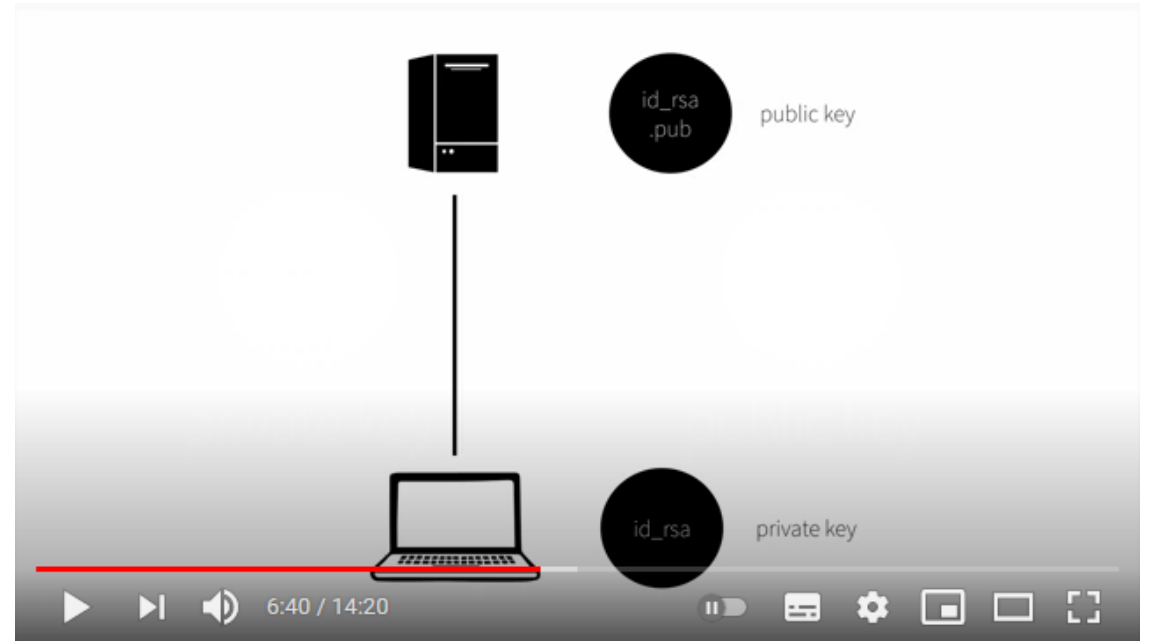 id_rsa
.pub
public key
id_rsa
private key
6:40 / 14:20